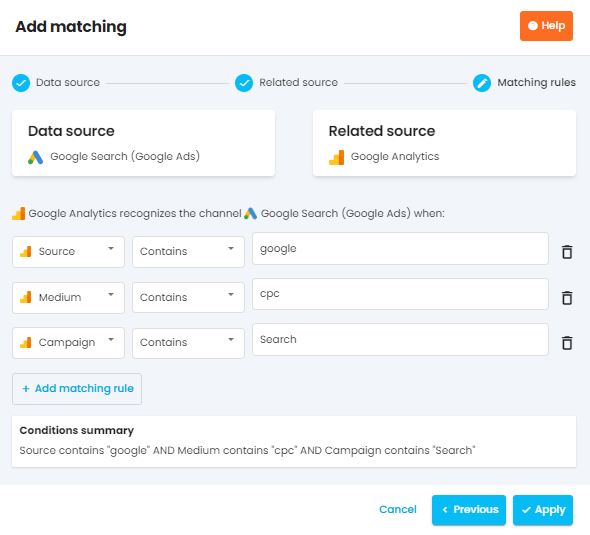 Add matching
Help
Data source
Related source
Matching rules
Data source
Google Search (Google Ads)
Related source
Google Analytics
Google Analytics recognizes the channel Google Search (Google Ads) when:
Source Contains google
Medium Contains cpc
Campaign Contains Search
+ Add matching rule
Conditions summary
Source contains "google" AND Medium contains "cpc" AND Campaign contains "Search"
Cancel Previous Apply